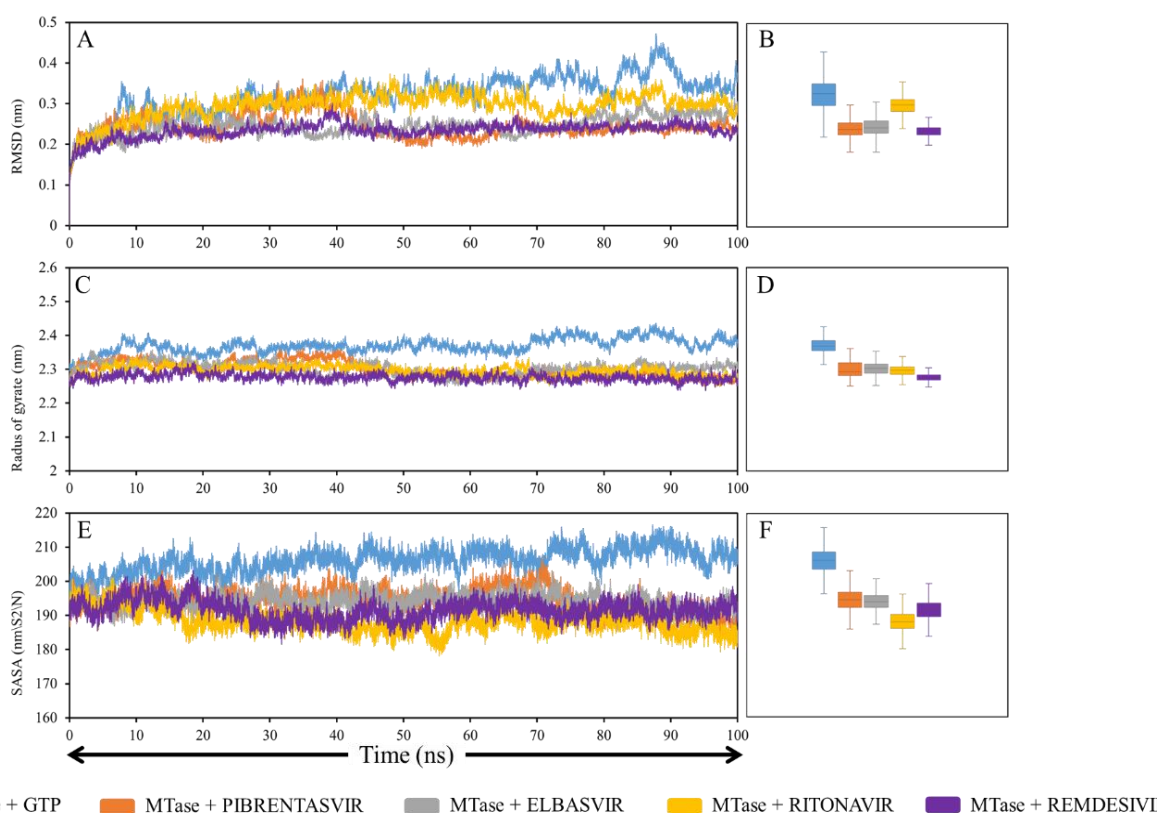 A
B
RMSD (nm)
0.5
0.4
0.3
0.2
0.1
0
0 10 20 30 40 50 60 70 80 90 100
C
D
Radus of gyrate (nm)
2.6
2.5
2.4
2.3
2.2
2.1
2
0 10 20 30 40 50 60 70 80 90 100
E
F
SASA (nm\S2\N)
220
210
200
190
180
170
160
0 10 20 30 40 50 60 70 80 90 100
Time (ns)
+ GTP MTase + PIBRENTASVIR MTase + ELBASVIR MTase + RITONAVIR MTase + REMDESIVI